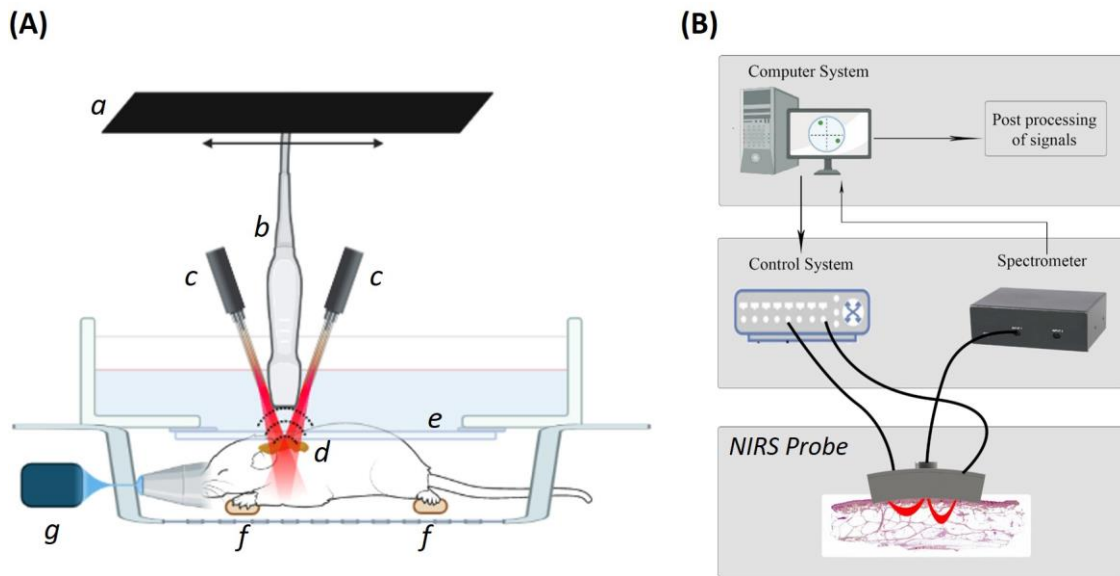 (A)
a
b
c
c
d
e
f
f
g
(B)
Computer System
Post processing
of signals
Control System
Spectrometer
NIRS Probe